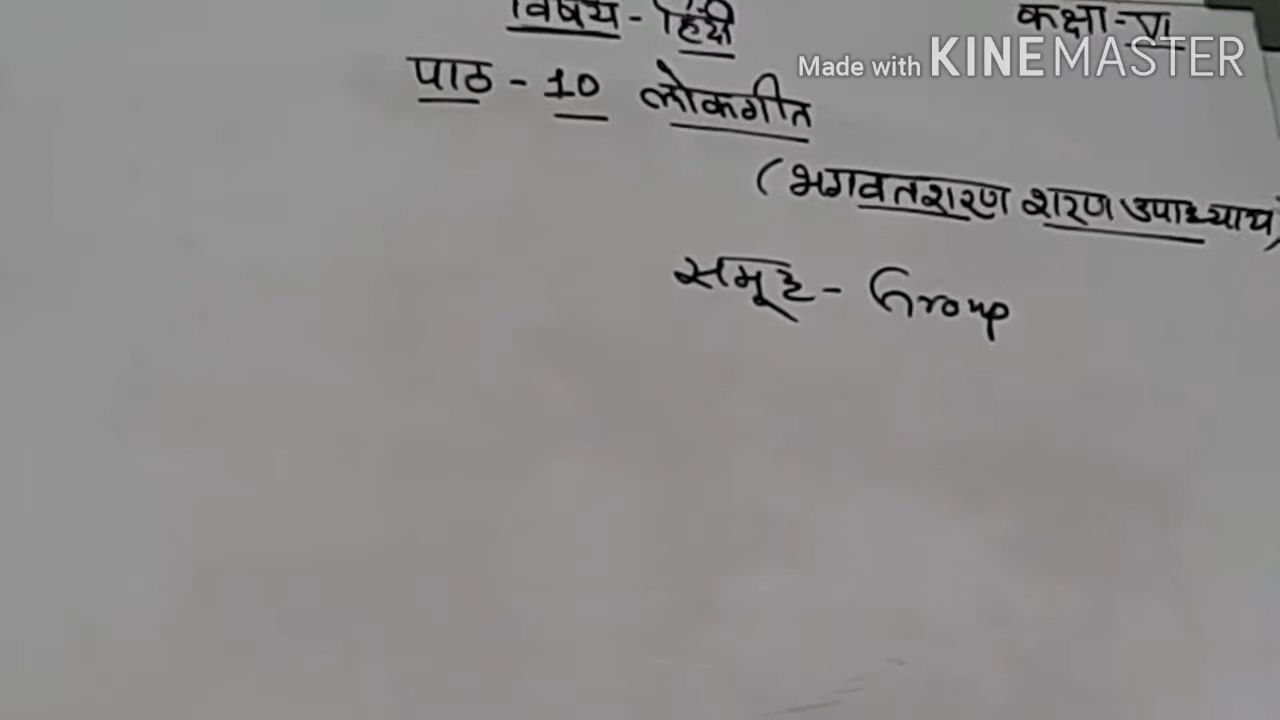 विषय - हिंदी कक्षा - VI
Made with KINEMASTER
पाठ - 10 लोकगीत
(भगवतशरण शरण उपाध्याय)
समूह - Group